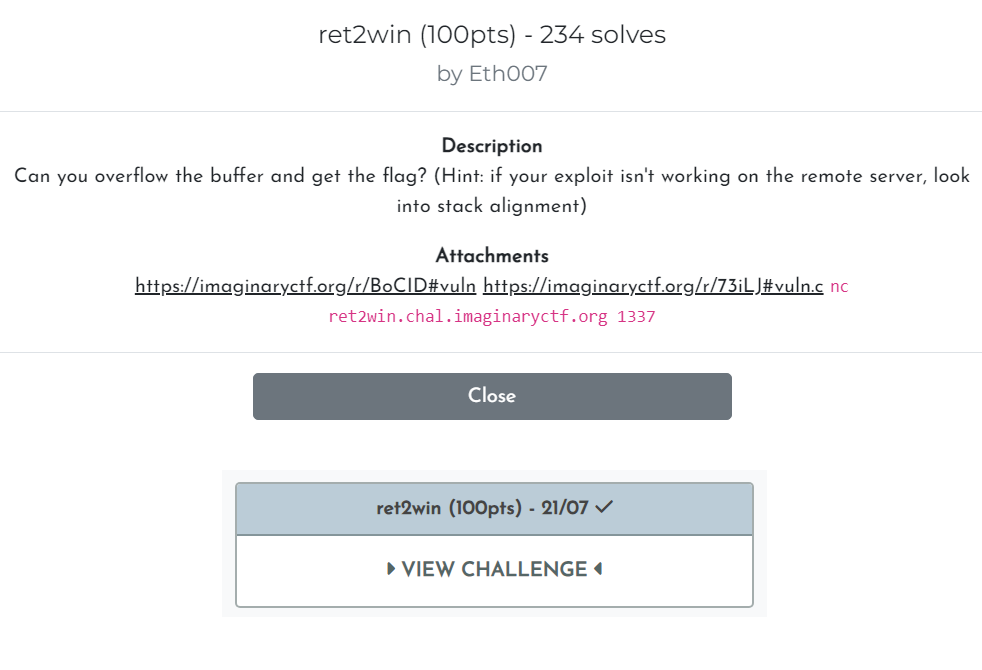 ret2win (100pts) - 234 solves
by Eth007
Description
Can you overflow the buffer and get the flag? (Hint: if your exploit isn't working on the remote server, look
into stack alignment)
Attachments
https://imaginaryctf.org/r/BoCID#vuln https://imaginaryctf.org/r/73iLJ#vuln.c nc
ret2win.chal.imaginaryctf.org 1337
Close
ret2win (100pts) - 21/07 ✓
VIEW CHALLENGE